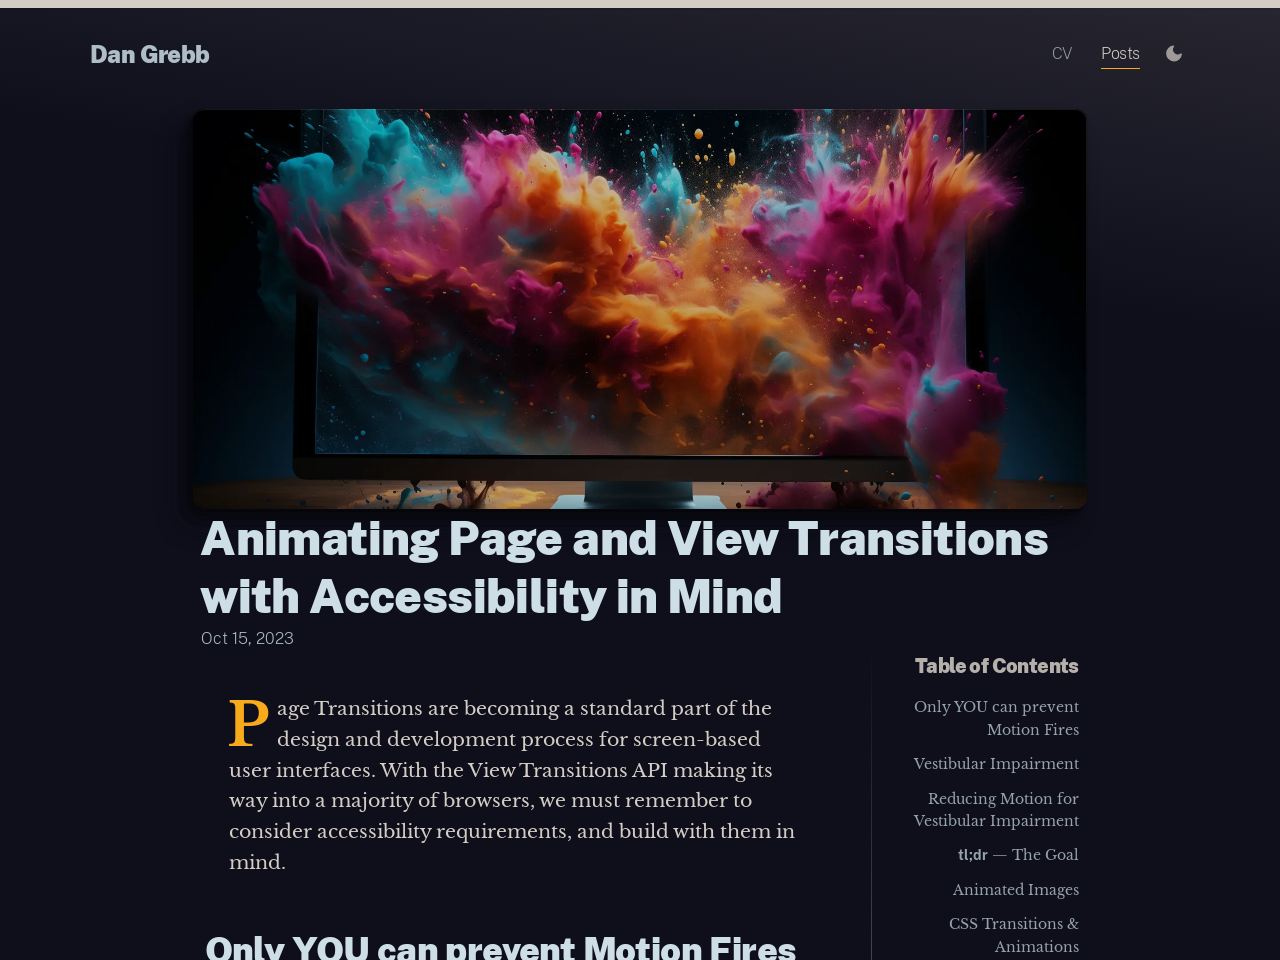 Dan Grebb
CV
Posts
Animating Page and View Transitions
with Accessibility in Mind
Oct 15, 2023
Page Transitions are becoming a standard part of the
design and development process for screen-based
user interfaces. With the View Transitions API making its
way into a majority of browsers, we must remember to
consider accessibility requirements, and build with them in
mind.
Only YOU can prevent Motion Fires
Table of Contents
Only YOU can prevent
Motion Fires
Vestibular Impairment
Reducing Motion for
Vestibular Impairment
tl;dr — The Goal
Animated Images
CSS Transitions &
Animations